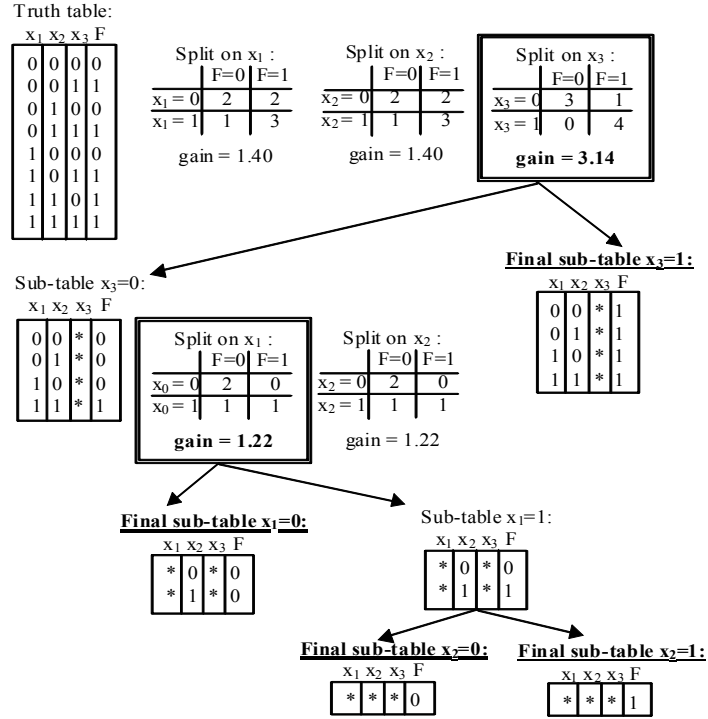 Truth table:
x1 x2 x3 F
0 0 0 0
0 0 1 1
0 1 0 0
0 1 1 1
1 0 0 0
1 0 1 1
1 1 0 1
1 1 1 1
Split on x1 :
F=0 F=1
x1 = 0 2 2
x1 = 1 1 3
gain = 1.40
Split on x2 :
F=0 F=1
x2 = 0 2 2
x2 = 1 1 3
gain = 1.40
Split on x3 :
F=0 F=1
x3 = 0 3 1
x3 = 1 0 4
gain = 3.14
Sub-table x3=0:
x1 x2 x3 F
0 0 * 0
0 1 * 0
1 0 * 0
1 1 * 1
Split on x1 :
F=0 F=1
x0 = 0 2 0
x0 = 1 1 1
gain = 1.22
Split on x2 :
F=0 F=1
x2 = 0 2 0
x2 = 1 1 1
gain = 1.22
Final sub-table x3=1:
x1 x2 x3 F
0 0 * 1
0 1 * 1
1 0 * 1
1 1 * 1
Final sub-table x1=0:
x1 x2 x3 F
* 0 * 0
* 1 * 0
Sub-table x1=1:
x1 x2 x3 F
* 0 * 0
* 1 * 1
Final sub-table x2=0:
x1 x2 x3 F
* * * 0
Final sub-table x2=1:
x1 x2 x3 F
* * * 1